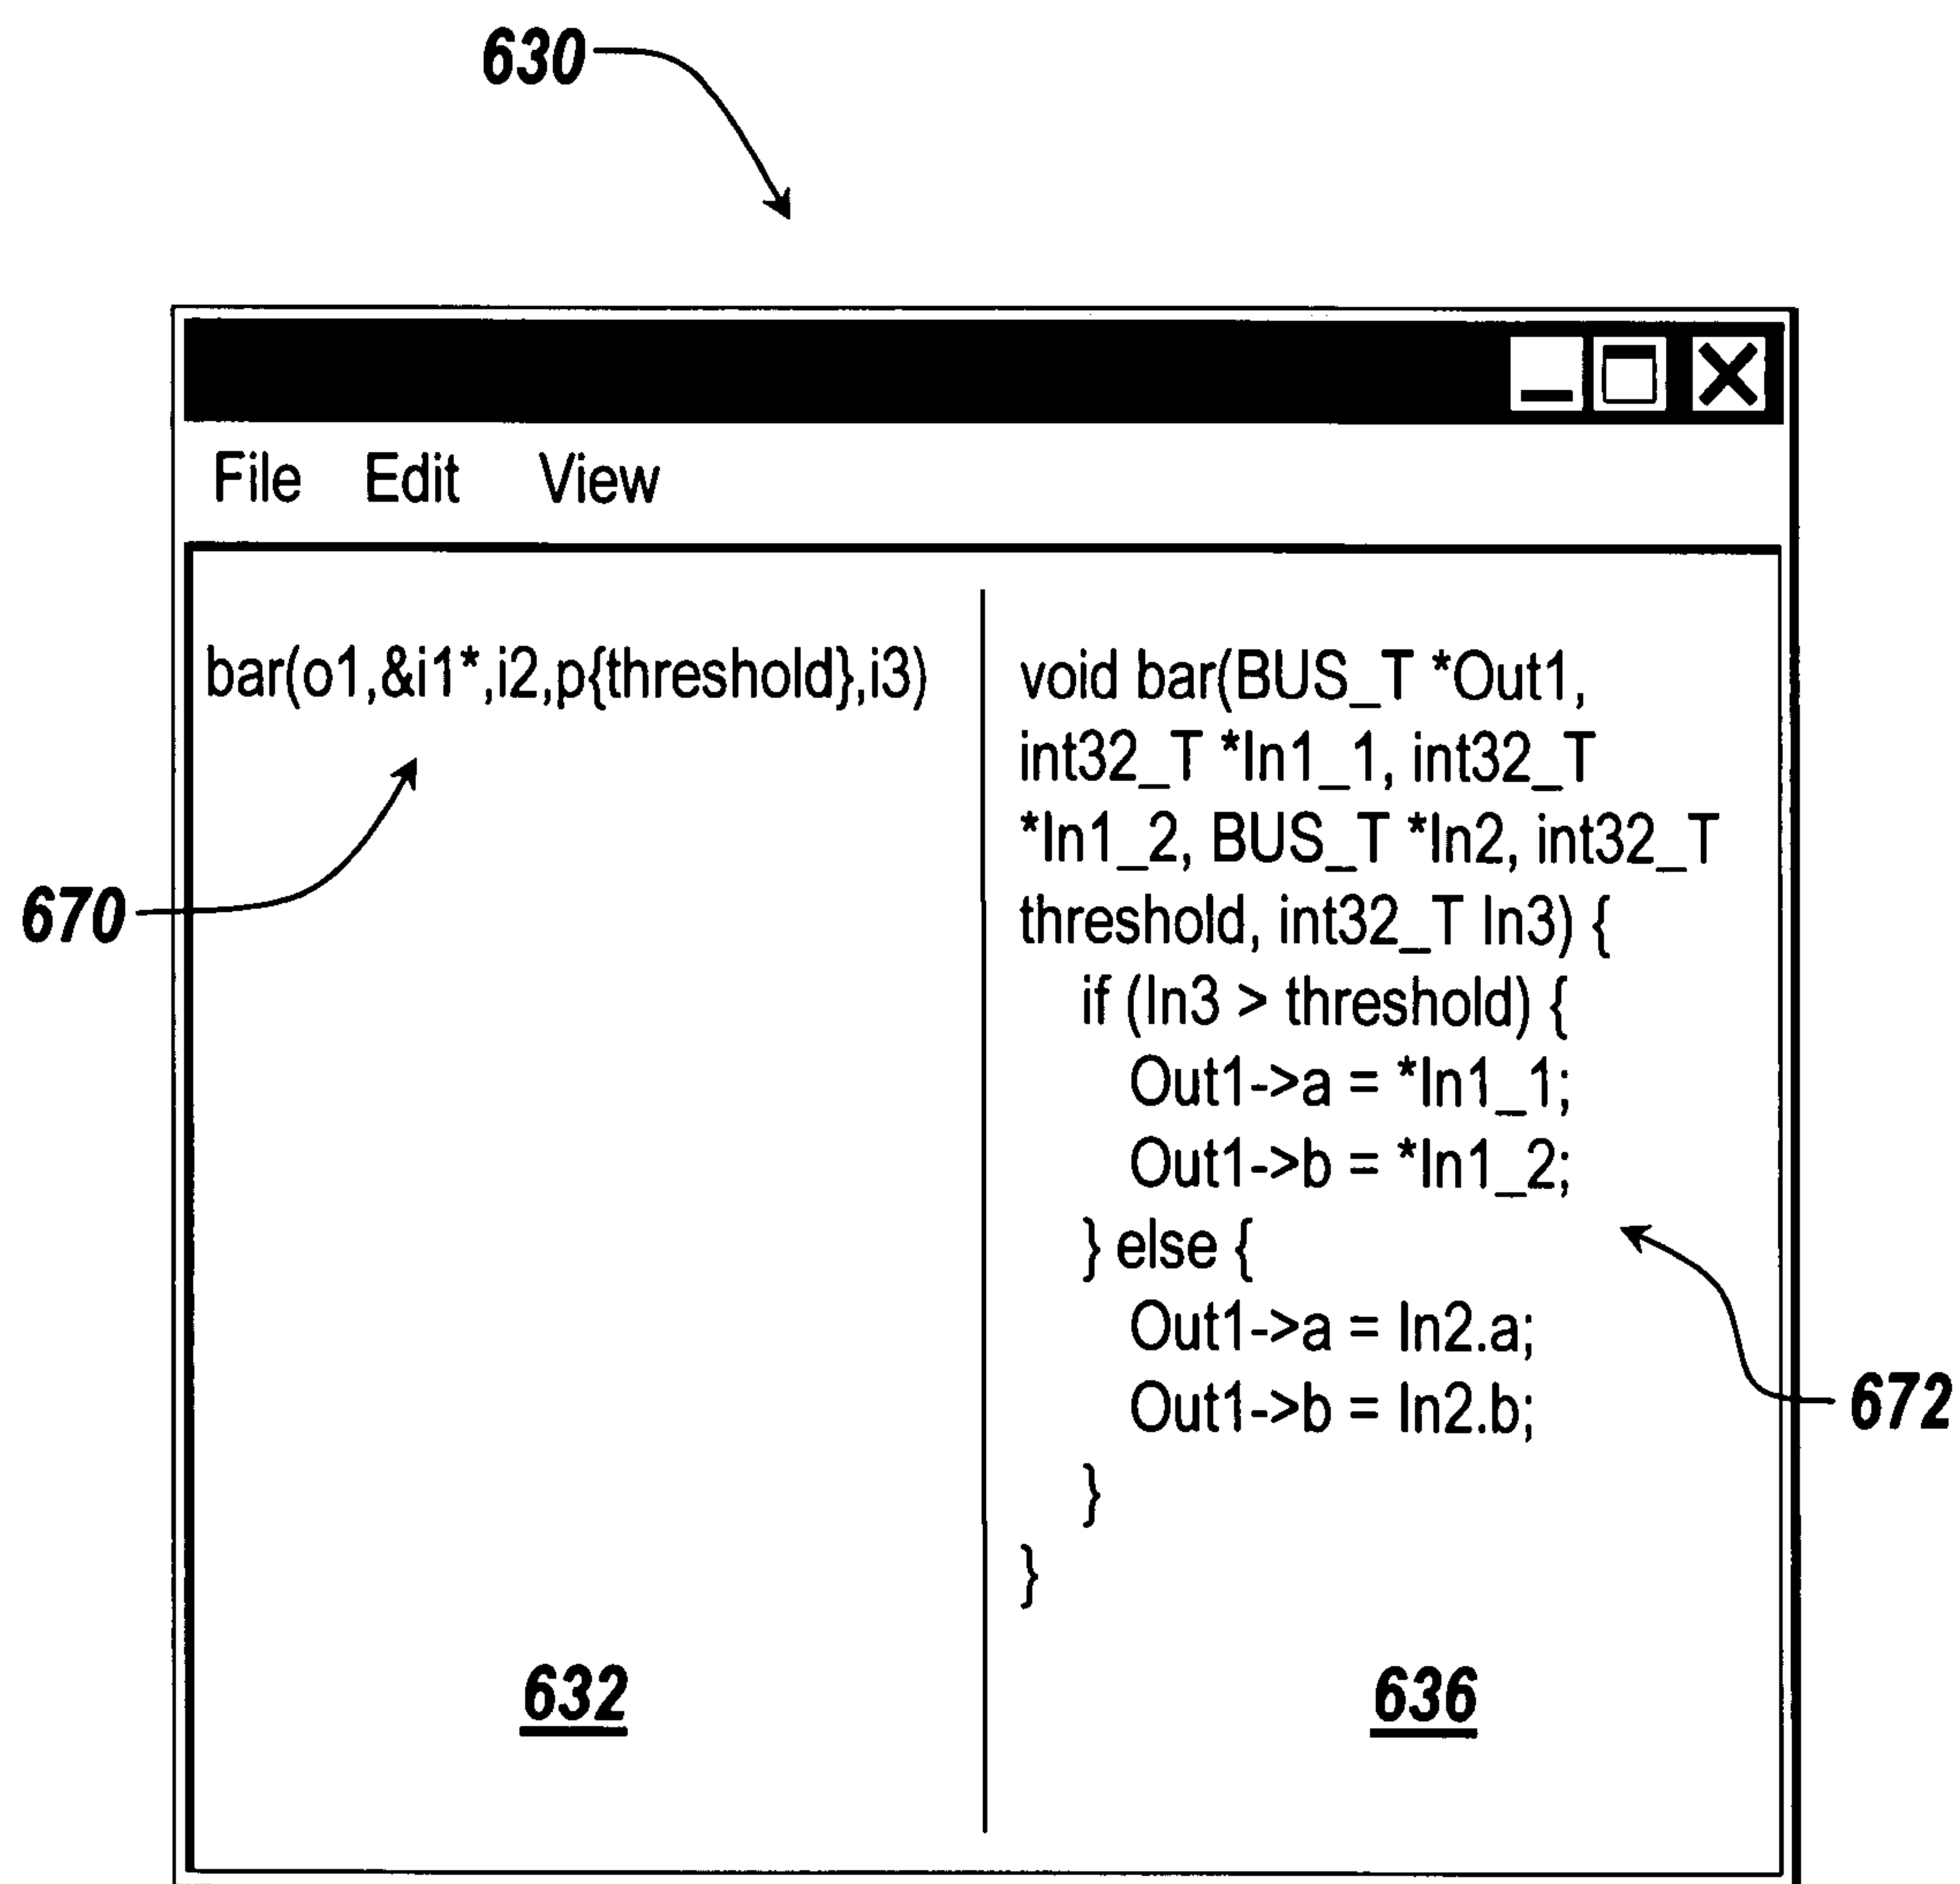 630
File Edit View
bar(o1,&i1*,i2,p{threshold},i3)
670
632
void bar(BUS_T *Out1,
int32_T *In1_1, int32_T
*In1_2, BUS_T *In2, int32_T
threshold, int32_T In3) {
if (In3 > threshold) {
Out1->a = *In1_1;
Out1->b = *In1_2;
} else {
Out1->a = In2.a;
Out1->b = In2.b;
}
}
672
636